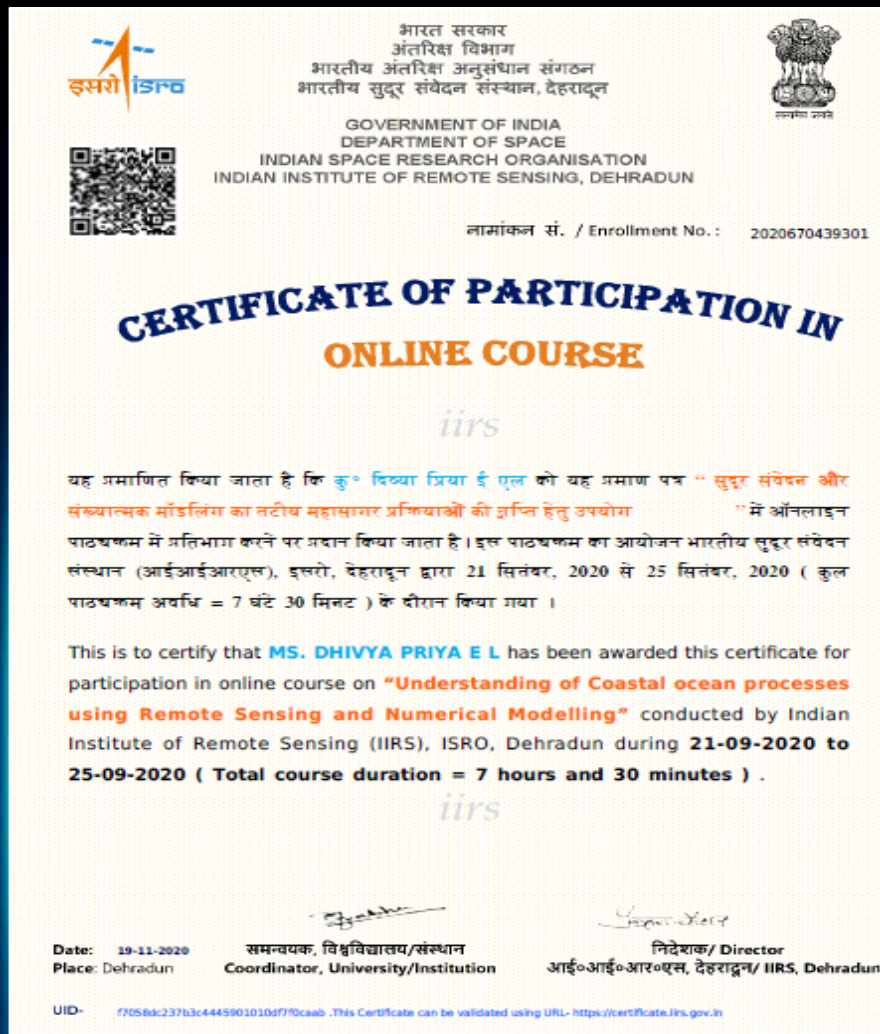 इसरो isro
भारत सरकार
अंतरिक्ष विभाग
भारतीय अंतरिक्ष अनुसंधान संगठन
भारतीय सुदूर संवेदन संस्थान, देहरादून
सत्यमेव जयते
GOVERNMENT OF INDIA
DEPARTMENT OF SPACE
INDIAN SPACE RESEARCH ORGANISATION
INDIAN INSTITUTE OF REMOTE SENSING, DEHRADUN
नामांकन सं. / Enrollment No. : 2020670439301
CERTIFICATE OF PARTICIPATION IN
ONLINE COURSE
iirs
यह प्रमाणित किया जाता है कि कु॰ दिव्या प्रिया ई एल को यह प्रमाण पत्र “ सुदूर संवेदन और
संख्यात्मक मॉडलिंग का तटीय महासागर प्रक्रियाओं की ज्ञप्ति हेतु उपयोग ” में ऑनलाइन
पाठ्यक्रम में प्रतिभाग करने पर प्रदान किया जाता है । इस पाठ्यक्रम का आयोजन भारतीय सुदूर संवेदन
संस्थान (आईआईआरएस), इसरो, देहरादून द्वारा 21 सितंबर, 2020 से 25 सितंबर, 2020 ( कुल
पाठ्यक्रम अवधि = 7 घंटे 30 मिनट ) के दौरान किया गया ।
This is to certify that MS. DHIVYA PRIYA E L has been awarded this certificate for
participation in online course on “Understanding of Coastal ocean processes
using Remote Sensing and Numerical Modelling” conducted by Indian
Institute of Remote Sensing (IIRS), ISRO, Dehradun during 21-09-2020 to
25-09-2020 ( Total course duration = 7 hours and 30 minutes ) .
iirs
Date: 19-11-2020
Place: Dehradun
समन्वयक, विश्वविद्यालय/संस्थान
Coordinator, University/Institution
निदेशक/ Director
आई०आई०आर०एस, देहरादून/ IIRS, Dehradun
UID- f7058dc237b3c4445901010df7f0caab .This Certificate can be validated using URL- https://certificate.iirs.gov.in